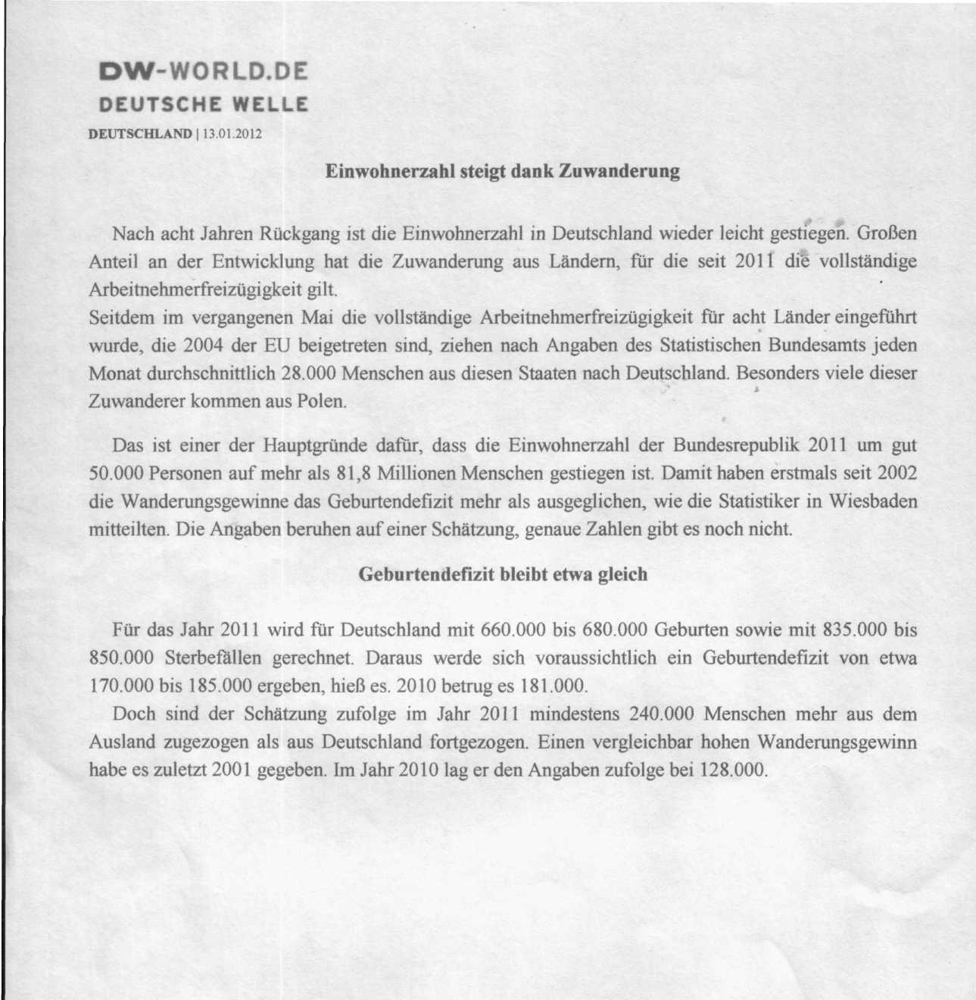 DW-WORLD.DE
DEUTSCHE WELLE
DEUTSCHLAND | 13.01.2012
Einwohnerzahl steigt dank Zuwanderung
Nach acht Jahren Rückgang ist die Einwohnerzahl in Deutschland wieder leicht gestiegen. Großen
Anteil an der Entwicklung hat die Zuwanderung aus Ländern, für die seit 2011 die vollständige
Arbeitnehmerfreizügigkeit gilt.
Seitdem im vergangenen Mai die vollständige Arbeitnehmerfreizügigkeit für acht Länder eingeführt
wurde, die 2004 der EU beigetreten sind, ziehen nach Angaben des Statistischen Bundesamts jeden
Monat durchschnittlich 28.000 Menschen aus diesen Staaten nach Deutschland. Besonders viele dieser
Zuwanderer kommen aus Polen.
Das ist einer der Hauptgründe dafür, dass die Einwohnerzahl der Bundesrepublik 2011 um gut
50.000 Personen auf mehr als 81,8 Millionen Menschen gestiegen ist. Damit haben erstmals seit 2002
die Wanderungsgewinne das Geburtendefizit mehr als ausgeglichen, wie die Statistiker in Wiesbaden
mitteilten. Die Angaben beruhen auf einer Schätzung, genaue Zahlen gibt es noch nicht.
Geburtendefizit bleibt etwa gleich
Für das Jahr 2011 wird für Deutschland mit 660.000 bis 680.000 Geburten sowie mit 835.000 bis
850.000 Sterbefällen gerechnet. Daraus werde sich voraussichtlich ein Geburtendefizit von etwa
170.000 bis 185.000 ergeben, hieß es. 2010 betrug es 181.000.
Doch sind der Schätzung zufolge im Jahr 2011 mindestens 240.000 Menschen mehr aus dem
Ausland zugezogen als aus Deutschland fortgezogen. Einen vergleichbar hohen Wanderungsgewinn
habe es zuletzt 2001 gegeben. Im Jahr 2010 lag er den Angaben zufolge bei 128.000.